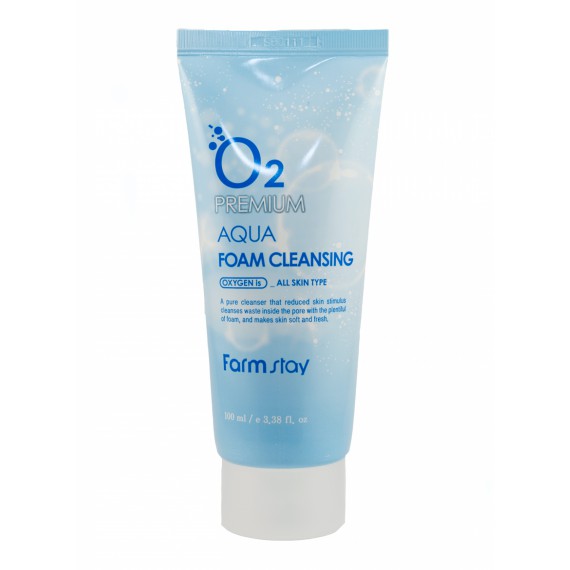 O2
PREMIUM
AQUA
FOAM CLEANSING
OXYGEN is _ ALL SKIN TYPE
A pure cleanser that reduced skin stimulus
cleanses waste inside the pore with the plentiful
of foam, and makes skin soft and fresh.
Farm stay
100 ml / e 3,38 fl. oz